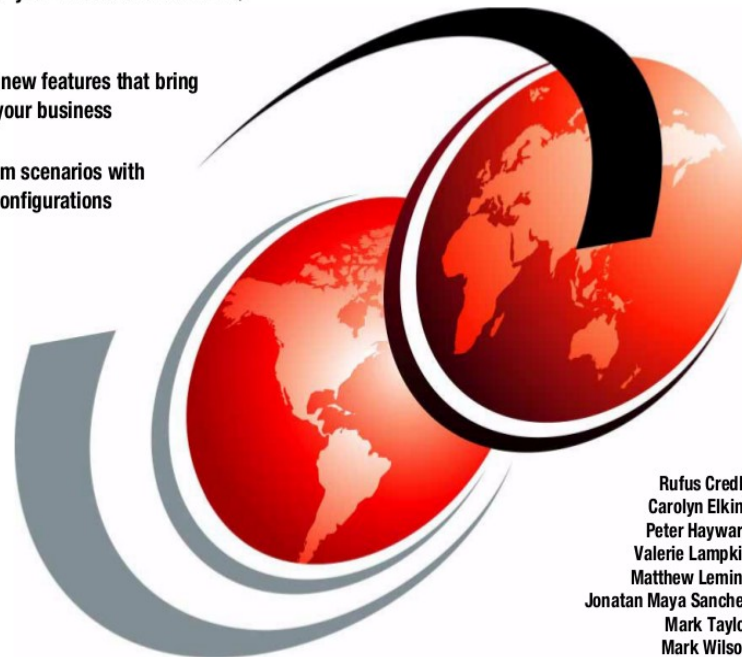 new features that bring
your business
m scenarios with
onfigurations
Rufus Credl
Carolyn Elkin
Peter Haywar
Valerie Lampki
Matthew Lemin
Jonatan Maya Sanche
Mark Taylo
Mark Wilso